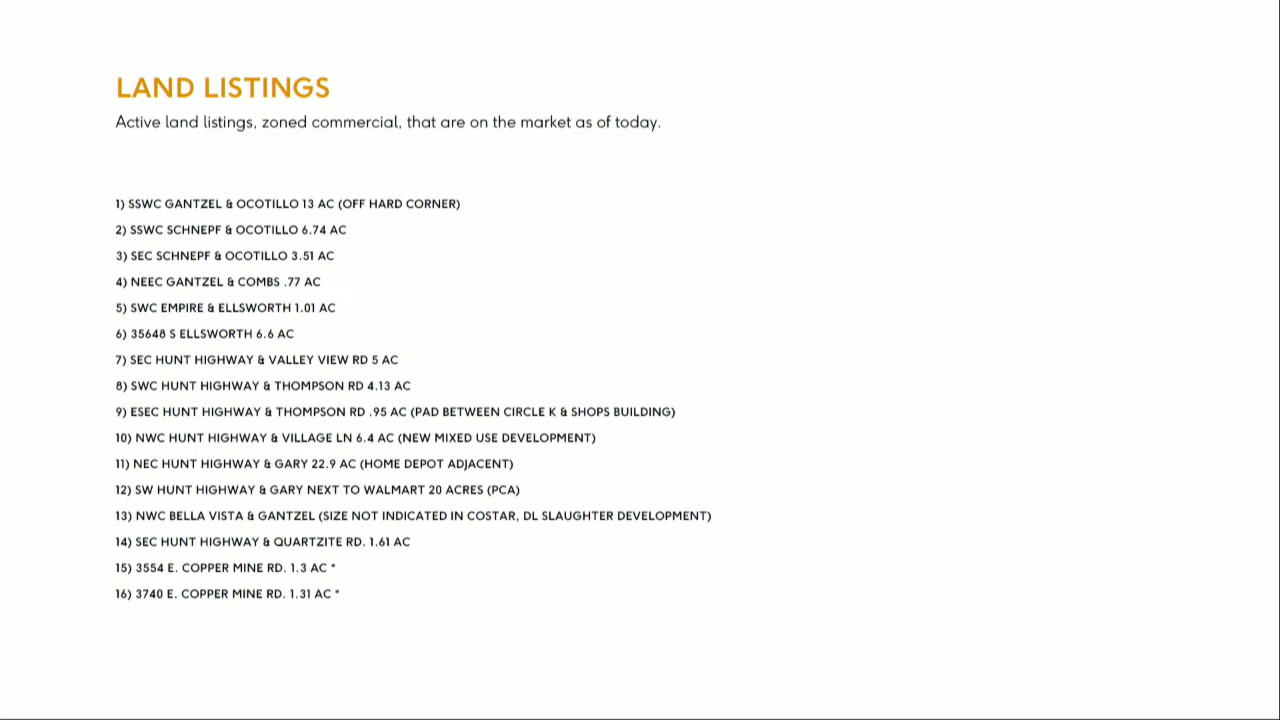 LAND LISTINGS
Active land listings, zoned commercial, that are on the market as of today.
1) SSWC GANTZEL & OCOTILLO 13 AC (OFF HARD CORNER)
2) SSWC SCHNEPF & OCOTILLO 6.74 AC
3) SEC SCHNEPF & OCOTILLO 3.51 AC
4) NEEC GANTZEL & COMBS .77 AC
5) SWC EMPIRE & ELLSWORTH 1.01 AC
6) 35648 S ELLSWORTH 6.6 AC
7) SEC HUNT HIGHWAY & VALLEY VIEW RD 5 AC
8) SWC HUNT HIGHWAY & THOMPSON RD 4.13 AC
9) ESEC HUNT HIGHWAY & THOMPSON RD .95 AC (PAD BETWEEN CIRCLE K & SHOPS BUILDING)
10) NWC HUNT HIGHWAY & VILLAGE LN 6.4 AC (NEW MIXED USE DEVELOPMENT)
11) NEC HUNT HIGHWAY & GARY 22.9 AC (HOME DEPOT ADJACENT)
12) SW HUNT HIGHWAY & GARY NEXT TO WALMART 20 ACRES (PCA)
13) NWC BELLA VISTA & GANTZEL (SIZE NOT INDICATED IN COSTAR, DL SLAUGHTER DEVELOPMENT)
14) SEC HUNT HIGHWAY & QUARTZITE RD. 1.61 AC
15) 3554 E. COPPER MINE RD. 1.3 AC *
16) 3740 E. COPPER MINE RD. 1.31 AC *